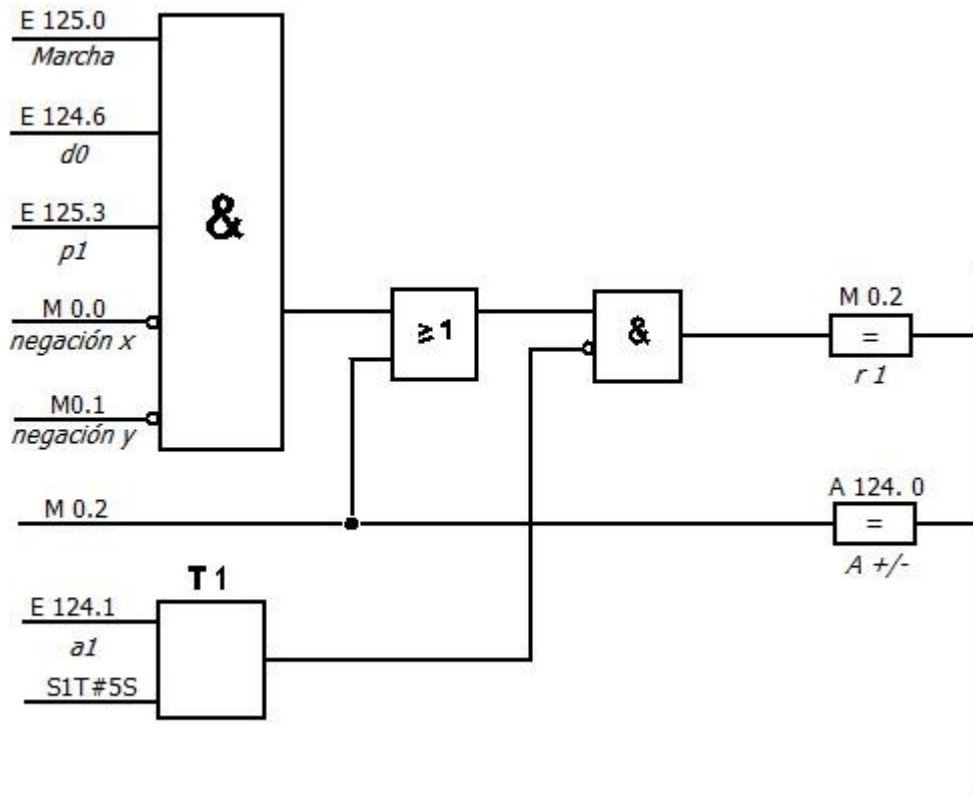 E 125.0
Marcha
E 124.6
d0
E 125.3
p1
&
M 0.0
negación x
M0.1
negación y
≥1
&
M 0.2
=
r 1
M 0.2
A 124. 0
=
A +/-
T 1
E 124.1
a1
S1T#5S